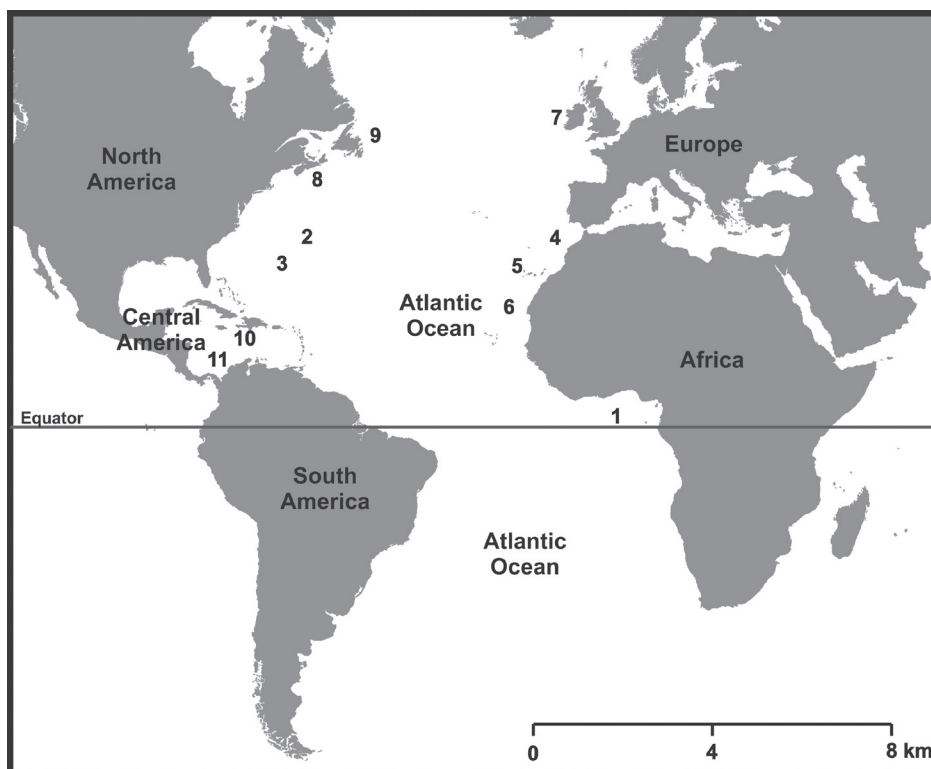 7
9
Europe
North
America
8
2
4
3
5
Atlantic
Ocean
6
Central
America
10
11
Africa
Equator
1
South
America
Atlantic
Ocean
0
4
8 km